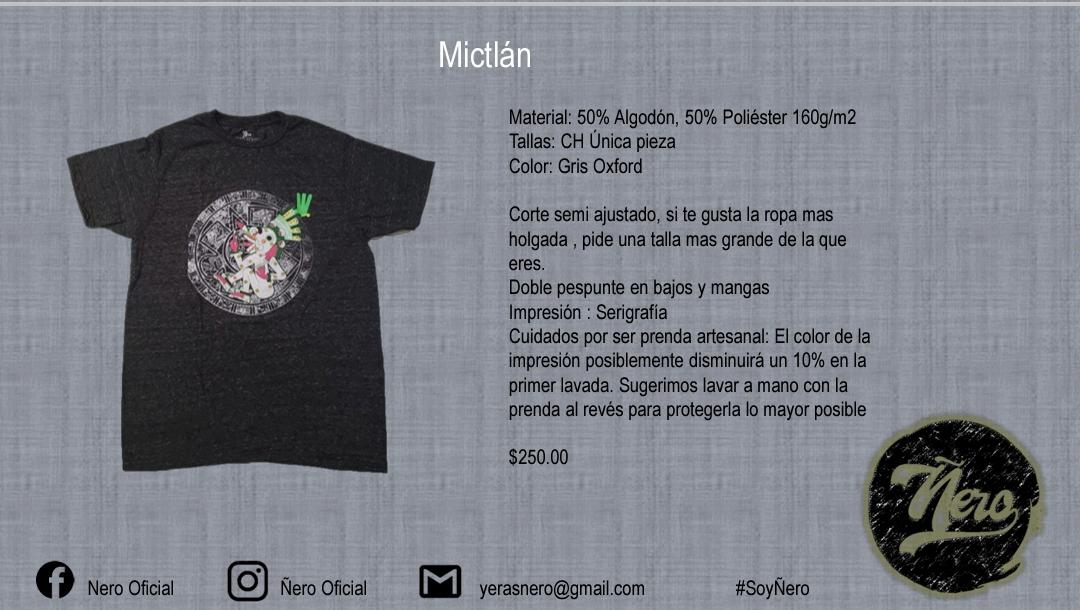 Mictlán
Material: 50% Algodón, 50% Poliéster 160g/m2
Tallas: CH Única pieza
Color: Gris Oxford
Corte semi ajustado, si te gusta la ropa mas
holgada , pide una talla mas grande de la que
eres.
Doble pespunte en bajos y mangas
Impresión : Serigrafía
Cuidados por ser prenda artesanal: El color de la
impresión posiblemente disminuirá un 10% en la
primer lavada. Sugerimos lavar a mano con la
prenda al revés para protegerla lo mayor posible
$250.00
Ñero
Nero Oficial
Ñero Oficial
yerasnero@gmail.com
#SoyÑero